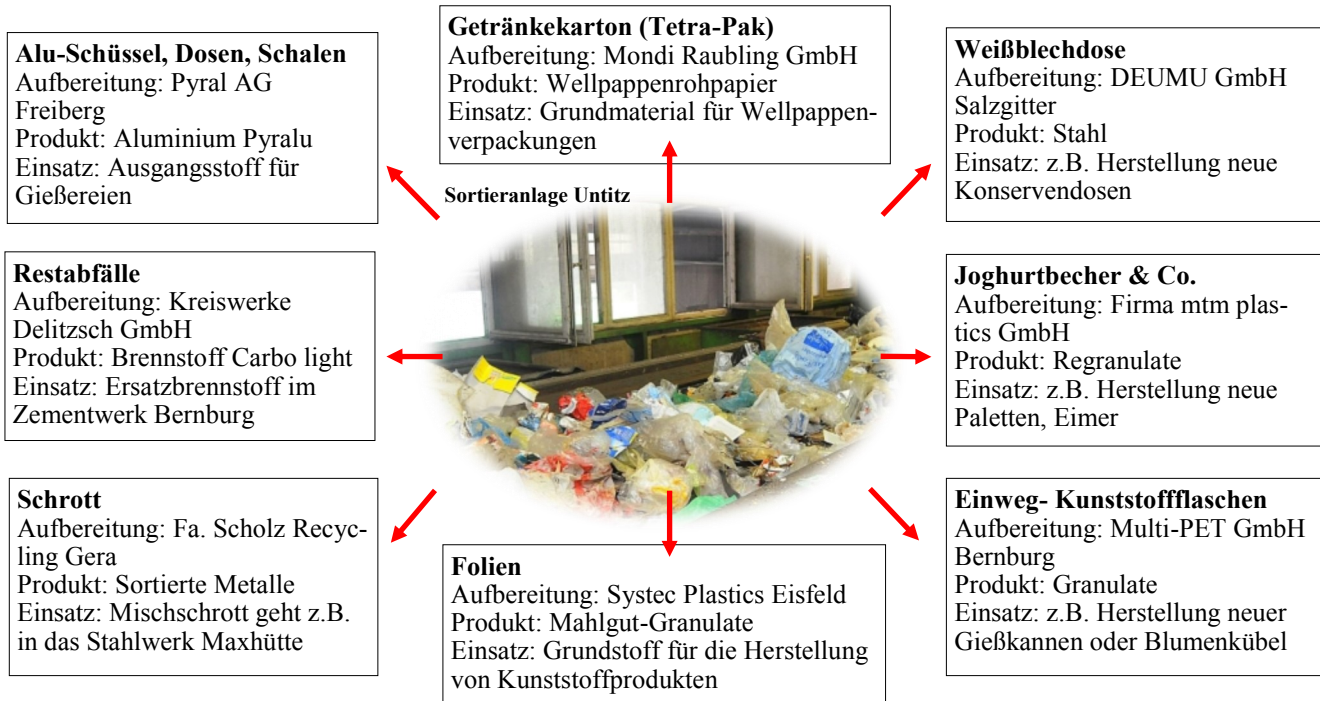 Alu-Schüssel, Dosen, Schalen
Aufbereitung: Pyral AG
Freiberg
Produkt: Aluminium Pyralu
Einsatz: Ausgangsstoff für
Gießereien
Getränkekarton (Tetra-Pak)
Aufbereitung: Mondi Raubling GmbH
Produkt: Wellpappenrohpapier
Einsatz: Grundmaterial für Wellpappen-
verpackungen
Weißblechdose
Aufbereitung: DEUMU GmbH
Salzgitter
Produkt: Stahl
Einsatz: z.B. Herstellung neue
Konservendosen
Sortieranlage Untitz
Restabfälle
Aufbereitung: Kreiswerke
Delitzsch GmbH
Produkt: Brennstoff Carbo light
Einsatz: Ersatzbrennstoff im
Zementwerk Bernburg
Joghurtbecher & Co.
Aufbereitung: Firma mtm plas-
tics GmbH
Produkt: Regranulate
Einsatz: z.B. Herstellung neue
Paletten, Eimer
Schrott
Aufbereitung: Fa. Scholz Recyc-
ling Gera
Produkt: Sortierte Metalle
Einsatz: Mischschrott geht z.B.
in das Stahlwerk Maxhütte
Folien
Aufbereitung: Systec Plastics Eisfeld
Produkt: Mahlgut-Granulate
Einsatz: Grundstoff für die Herstellung
von Kunststoffprodukten
Einweg- Kunststoffflaschen
Aufbereitung: Multi-PET GmbH
Bernburg
Produkt: Granulate
Einsatz: z.B. Herstellung neuer
Gießkannen oder Blumenkübel